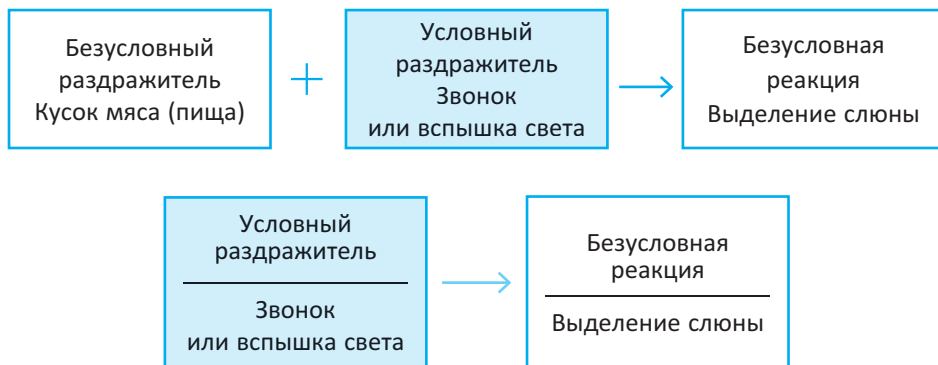 Безусловный
раздражитель
Кусок мяса (пища)
+
Условный
раздражитель
Звонок
или вспышка света
Безусловная
реакция
Выделение слюны
Условный
раздражитель
Звонок
или вспышка света
Безусловная
реакция
Выделение слюны